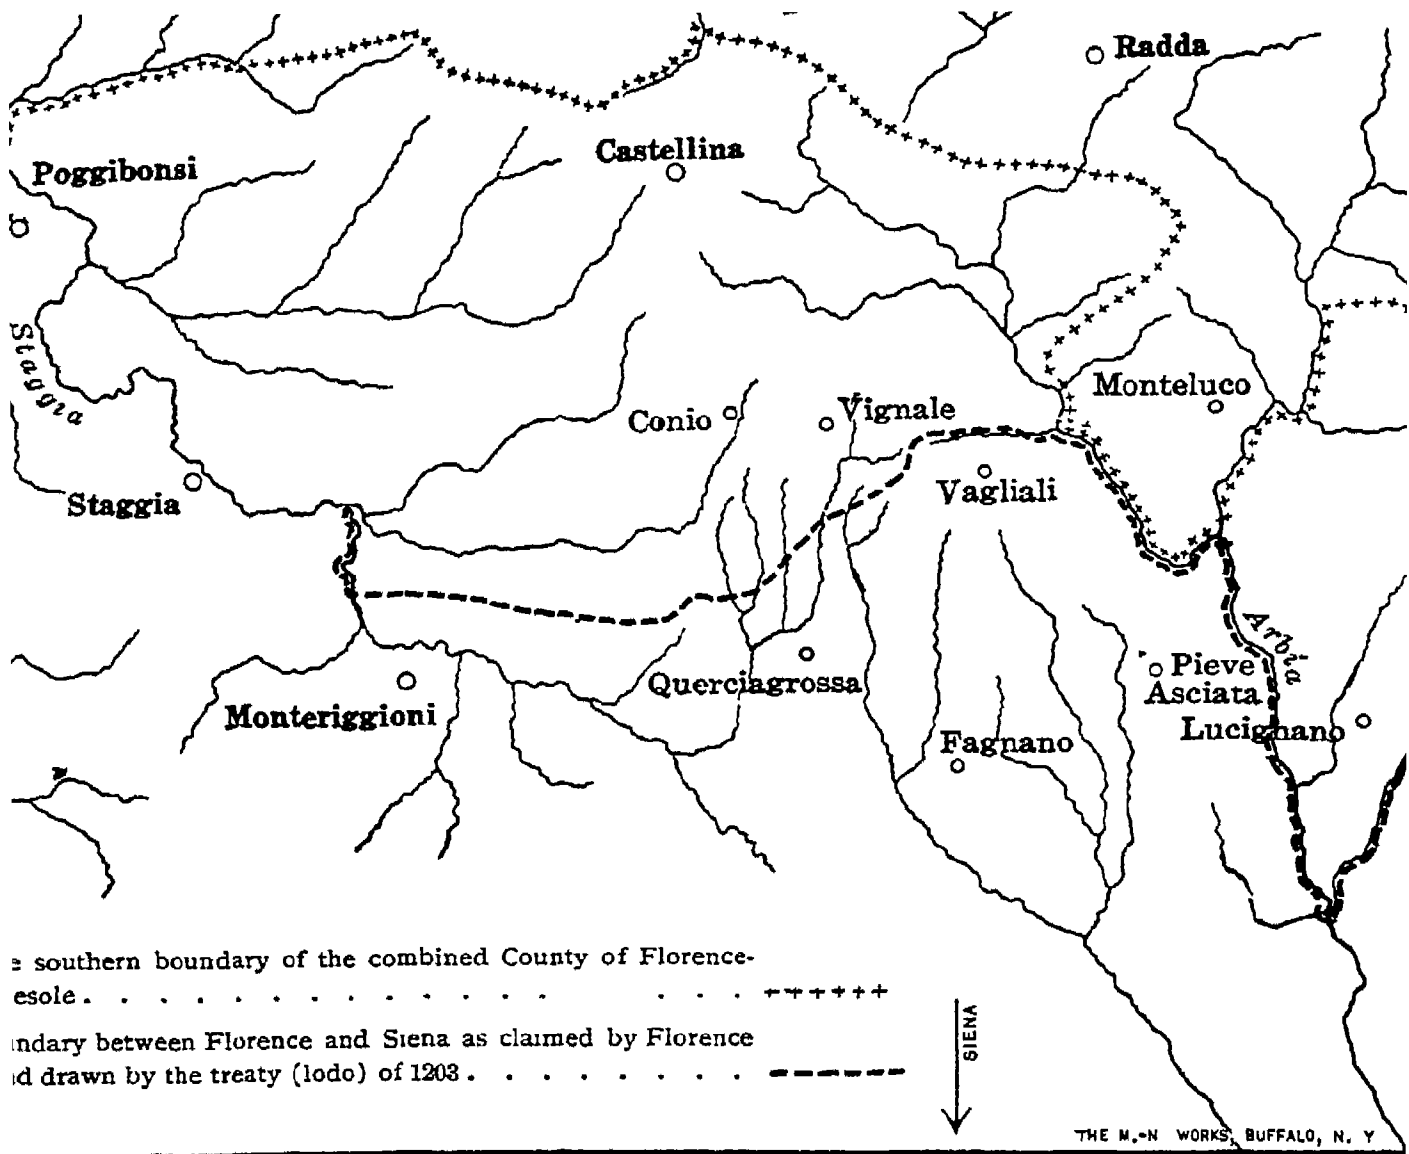 Radda
Castellina
Poggibonsi
Staggia
Monteluco
Conio
Vignale
Staggia
Vagliali
Arbia
Pieve
Asciata
Querciagrossa
Monteriggioni
Lucignano
Fagnano
southern boundary of the combined County of Florence-
esole
ndary between Florence and Siena as claimed by Florence
d drawn by the treaty (lodo) of 1203
SIENA
THE WORKS, BUFFALO, N. Y